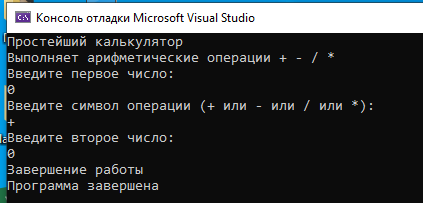 Консоль отладки Microsoft Visual Studio
Простейший калькулятор
Выполняет арифметические операции + - / *
Введите первое число:
0
Введите символ операции (+ или - или / или *):
+
Введите второе число:
0
Завершение работы
Программа завершена